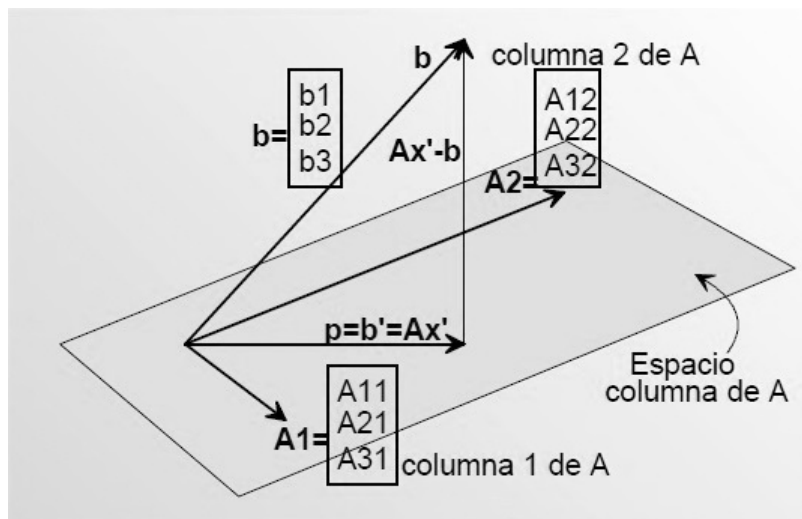 b
columna 2 de A
b1
b2
b3
b=
A12
A22
A32
A2=
Ax'-b
p=b'=Ax'
Espacio
columna de A
A11
A21
A31
A1=
columna 1 de A